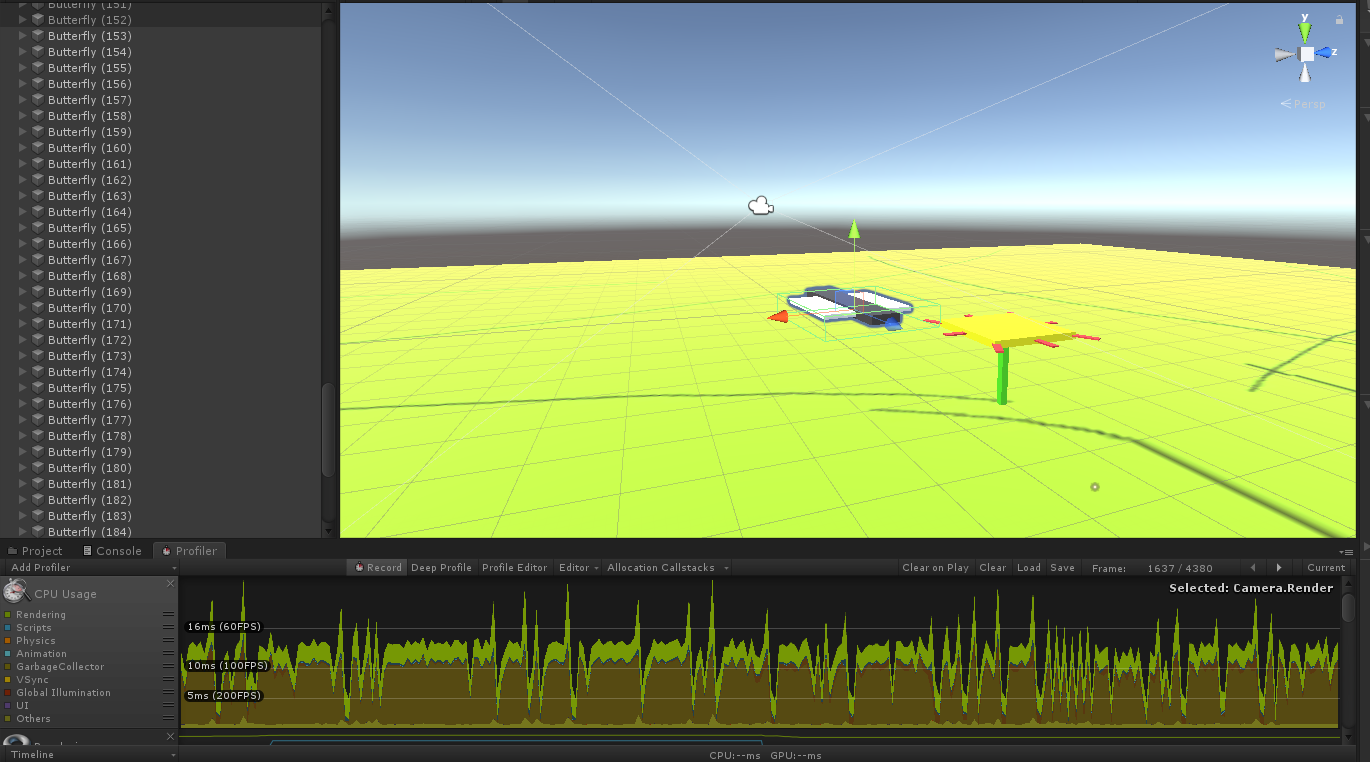 Butterfly (151)
Butterfly (152)
Butterfly (153)
Butterfly (154)
Butterfly (155)
Butterfly (156)
Butterfly (157)
Butterfly (158)
Butterfly (159)
Butterfly (160)
Butterfly (161)
Butterfly (162)
Butterfly (163)
Butterfly (164)
Butterfly (165)
Butterfly (166)
Butterfly (167)
Butterfly (168)
Butterfly (169)
Butterfly (170)
Butterfly (171)
Butterfly (172)
Butterfly (173)
Butterfly (174)
Butterfly (175)
Butterfly (176)
Butterfly (177)
Butterfly (178)
Butterfly (179)
Butterfly (180)
Butterfly (181)
Butterfly (182)
Butterfly (183)
Butterfly (184)
y
z
Persp
Project Console Profiler
Add Profiler Record Deep Profile Profile Editor Editor Allocation Callstacks Clear on Play Clear Load Save Frame: 1637 / 4380 Current
CPU Usage
Rendering
Scripts
Physics
Animation
GarbageCollector
VSync
Global Illumination
UI
Others
Selected: Camera.Render
16ms (60FPS)
10ms (100FPS)
5ms (200FPS)
Timeline
CPU:--ms GPU:--ms